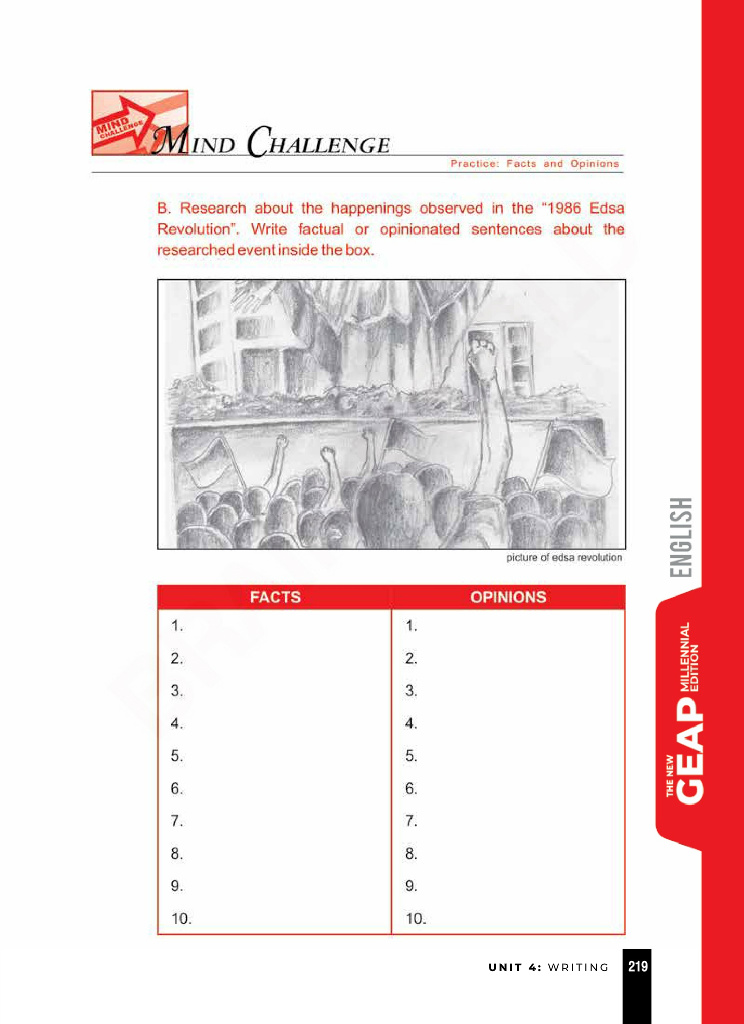 MIND CHALLENGE
MIND CHALLENGE
Practice: Facts and Opinions
B. Research about the happenings observed in the “1986 Edsa
Revolution”. Write factual or opinionated sentences about the
researched event inside the box.
picture of edsa revolution
FACTS OPINIONS
1. 1.
2. 2.
3. 3.
4. 4.
5. 5.
6. 6.
7. 7.
8. 8.
9. 9.
10. 10.
ENGLISH
THE NEW
GEAP MILLENNIAL
EDITION
UNIT 4: WRITING 219